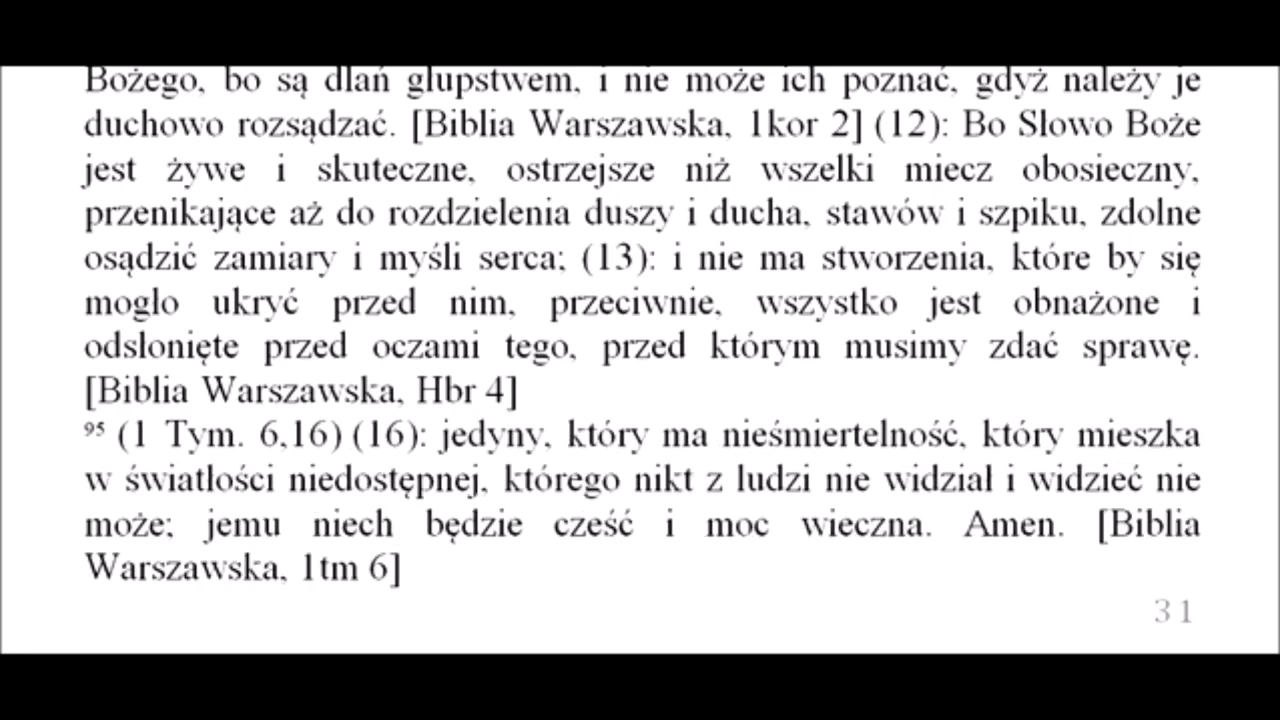 Bożego, bo są dlań głupstwem, i nie może ich poznać, gdyż należy je
duchowo rozsądzać. [Biblia Warszawska, 1kor 2] (12): Bo Słowo Boże
jest żywe i skuteczne, ostrzejsze niż wszelki miecz obosieczny,
przenikające aż do rozdzielenia duszy i ducha, stawów i szpiku, zdolne
osądzić zamiary i myśli serca; (13): i nie ma stworzenia, które by się
mogło ukryć przed nim, przeciwnie, wszystko jest obnażone i
odsłonięte przed oczami tego, przed którym musimy zdać sprawę.
[Biblia Warszawska, Hbr 4]
95 (1 Tym. 6,16) (16): jedyny, który ma nieśmiertelność, który mieszka
w światłości niedostępnej, którego nikt z ludzi nie widział i widzieć nie
może; jemu niech będzie cześć i moc wieczna. Amen. [Biblia
Warszawska, 1tm 6]
31